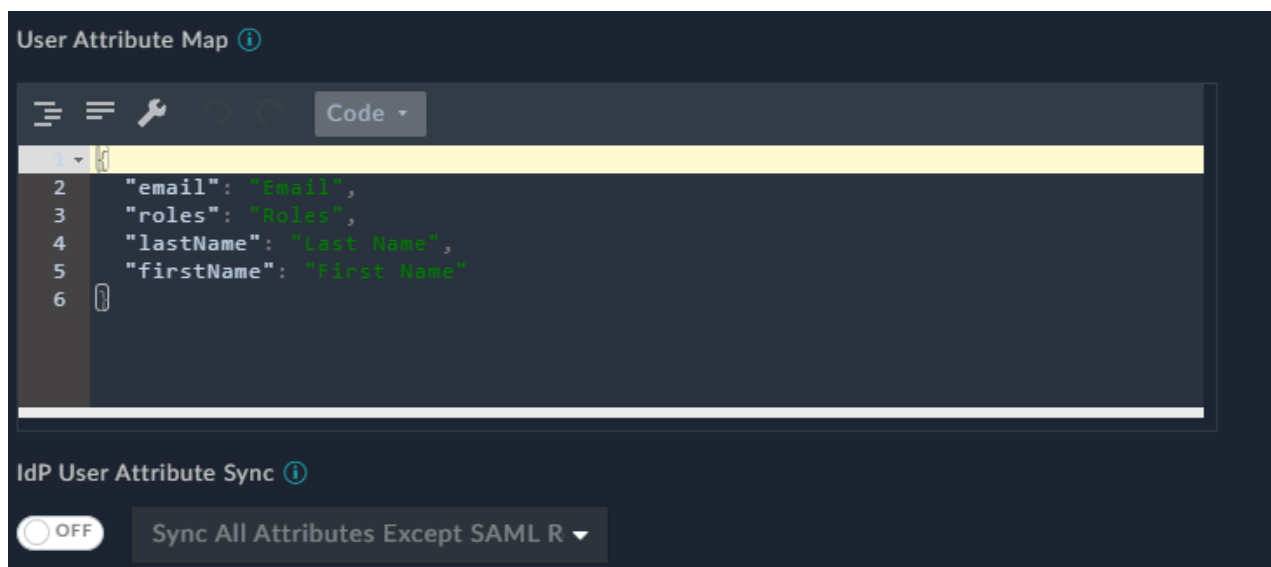 User Attribute Map
Code
1 {
2 "email": "Email",
3 "roles": "Roles",
4 "lastName": "Last Name",
5 "firstName": "First Name"
6 }
IdP User Attribute Sync
OFF
Sync All Attributes Except SAML R